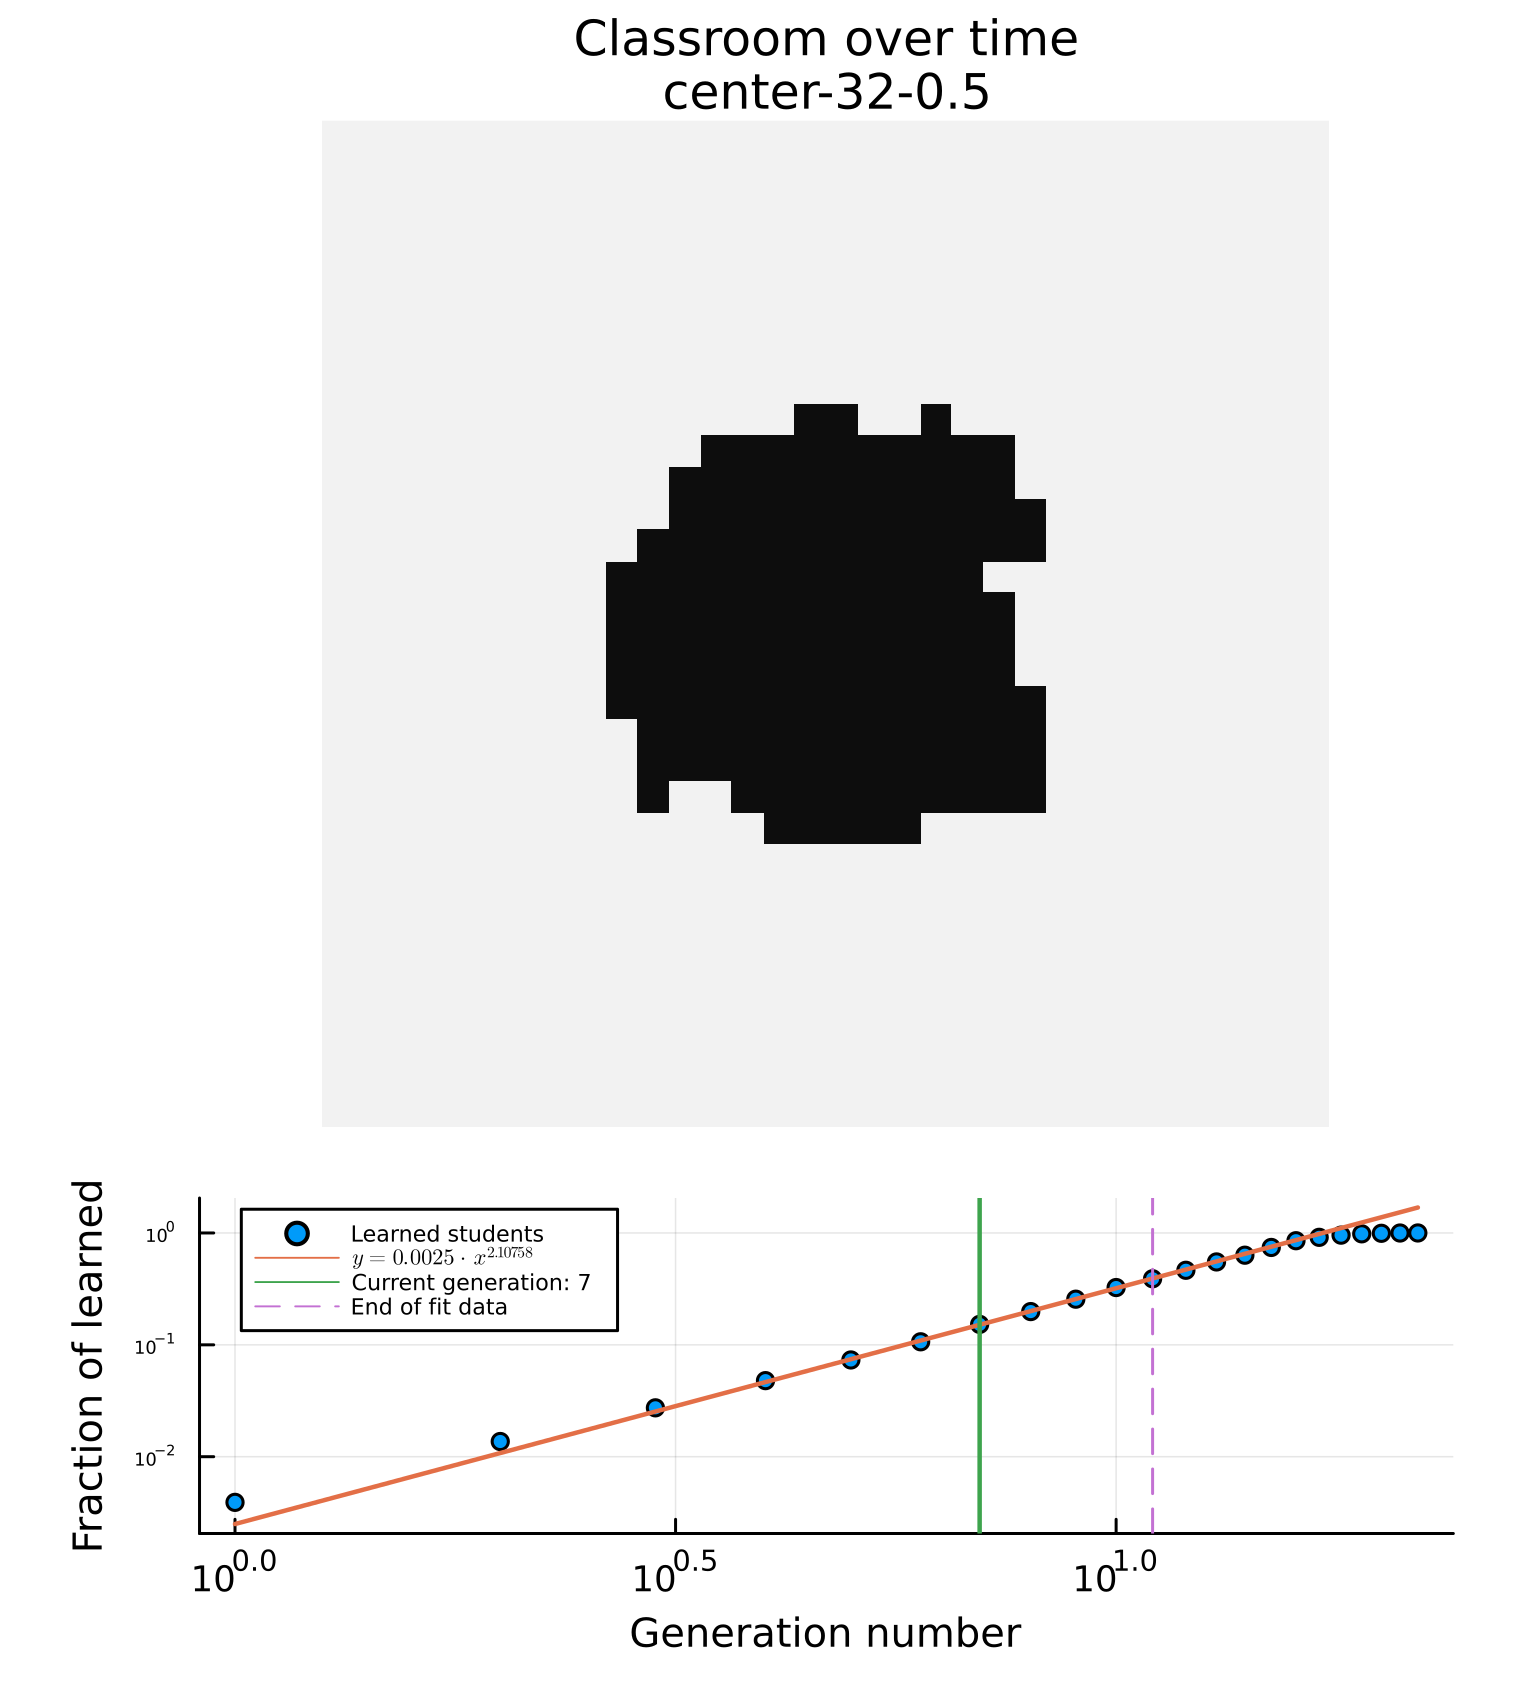 Classroom over time
center-32-0.5
Fraction of learned
10^0
10^-1
10^-2
Learned students
y = 0.0025 · x^2.10758
Current generation: 7
End of fit data
10^0.0 10^0.5 10^1.0
Generation number